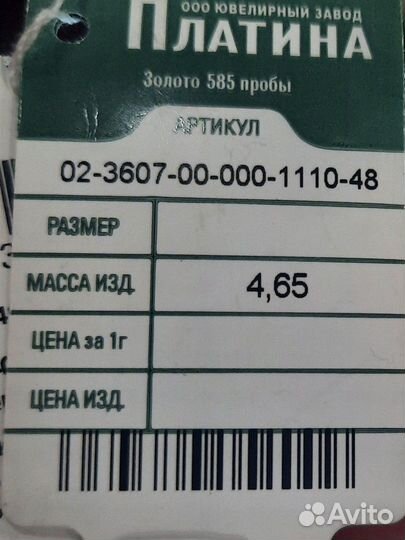 ООО ЮВЕЛИРНЫЙ ЗАВОД
ПЛАТИНА
Золото 585 пробы
АРТИКУЛ
02-3607-00-000-1110-48
РАЗМЕР
МАССА ИЗД. 4,65
ЦЕНА за 1г
ЦЕНА ИЗД.
Avito